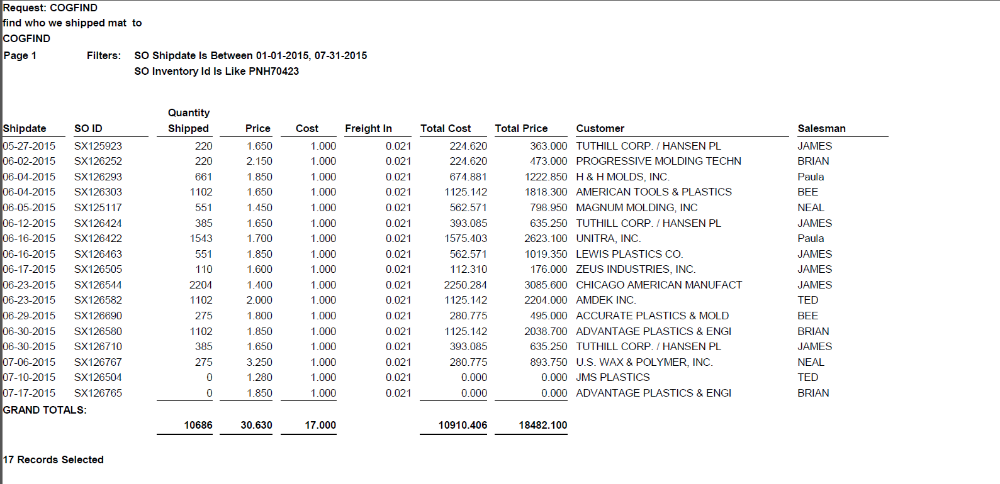 Request: COGFIND
find who we shipped mat  to
COGFIND
Page 1 Filters: SO Shipdate Is Between 01-01-2015, 07-31-2015
SO Inventory Id Is Like PNH70423
Quantity
Shipdate SO ID Shipped Price Cost Freight In Total Cost Total Price Customer Salesman
05-27-2015 SX125923 220 1.650 1.000 0.021 224.620 363.000 TUTHILL CORP. / HANSEN PL JAMES
06-02-2015 SX126252 220 2.150 1.000 0.021 224.620 473.000 PROGRESSIVE MOLDING TECHN BRIAN
06-04-2015 SX126293 661 1.850 1.000 0.021 674.881 1222.850 H & H MOLDS, INC. Paula
06-04-2015 SX126303 1102 1.650 1.000 0.021 1125.142 1818.300 AMERICAN TOOLS & PLASTICS BEE
06-05-2015 SX125117 551 1.450 1.000 0.021 562.571 798.950 MAGNUM MOLDING, INC NEAL
06-12-2015 SX126424 385 1.650 1.000 0.021 393.085 635.250 TUTHILL CORP. / HANSEN PL JAMES
06-16-2015 SX126422 1543 1.700 1.000 0.021 1575.403 2623.100 UNITRA, INC. Paula
06-16-2015 SX126463 551 1.850 1.000 0.021 562.571 1019.350 LEWIS PLASTICS CO. JAMES
06-17-2015 SX126505 110 1.600 1.000 0.021 112.310 176.000 ZEUS INDUSTRIES, INC. JAMES
06-23-2015 SX126544 2204 1.400 1.000 0.021 2250.284 3085.600 CHICAGO AMERICAN MANUFACT JAMES
06-23-2015 SX126582 1102 2.000 1.000 0.021 1125.142 2204.000 AMDEK INC. TED
06-29-2015 SX126690 275 1.800 1.000 0.021 280.775 495.000 ACCURATE PLASTICS & MOLD BEE
06-30-2015 SX126580 1102 1.850 1.000 0.021 1125.142 2038.700 ADVANTAGE PLASTICS & ENGI BRIAN
06-30-2015 SX126710 385 1.650 1.000 0.021 393.085 635.250 TUTHILL CORP. / HANSEN PL JAMES
07-06-2015 SX126767 275 3.250 1.000 0.021 280.775 893.750 U.S. WAX & POLYMER, INC. NEAL
07-10-2015 SX126504 0 1.280 1.000 0.021 0.000 0.000 JMS PLASTICS TED
07-17-2015 SX126765 0 1.850 1.000 0.021 0.000 0.000 ADVANTAGE PLASTICS & ENGI BRIAN
GRAND TOTALS:
10686 30.630 17.000 10910.406 18482.100
17 Records Selected